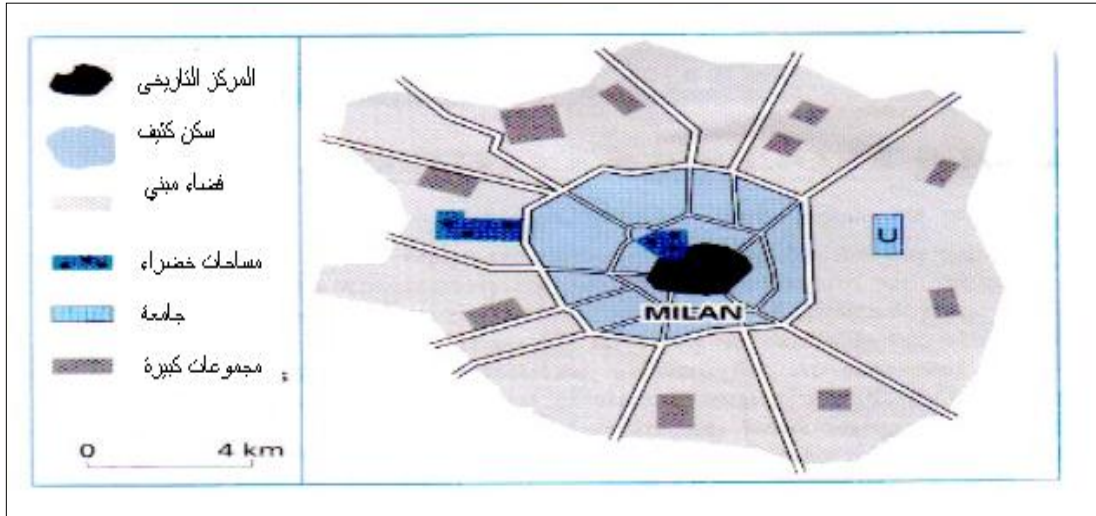 المركز التاريخي
سكن كثيف
فضاء مبني
مساحات خضراء
جامعة
مجموعات كبيرة
0 4 km
U
MILAN